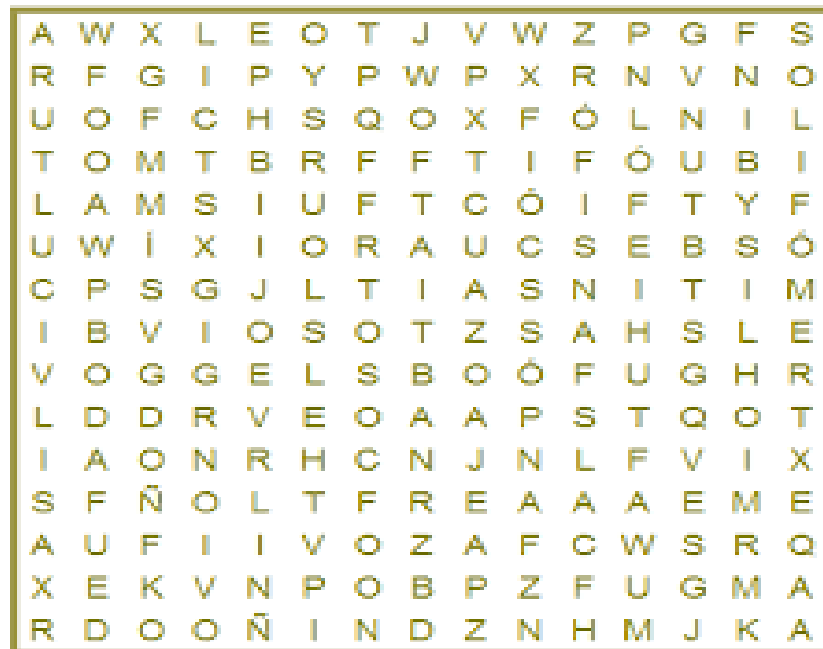 A W X L E O T J V W Z P G F S
R F G I P Y P W P X R N V N O
U O F C H S Q O X F Ó L N I L
T O M T B R F F T I F Ó U B I
L A M S I U F T C Ó I F T Y F
U W Í X I O R A U C S E B S Ó
C P S G J L T I A S N I T I M
I B V I O S O T Z S A H S L E
V O G G E L S B O Ó F U G H R
L D D R V E O A A P S T Q O T
I A O N R H C N J N L F V I X
S F Ñ O L T F R E A A A E M E
A U F I I V O Z A F C W S R Q
X E K V N P O B P Z F U G M A
R D O O Ñ I N D Z N H M J K A